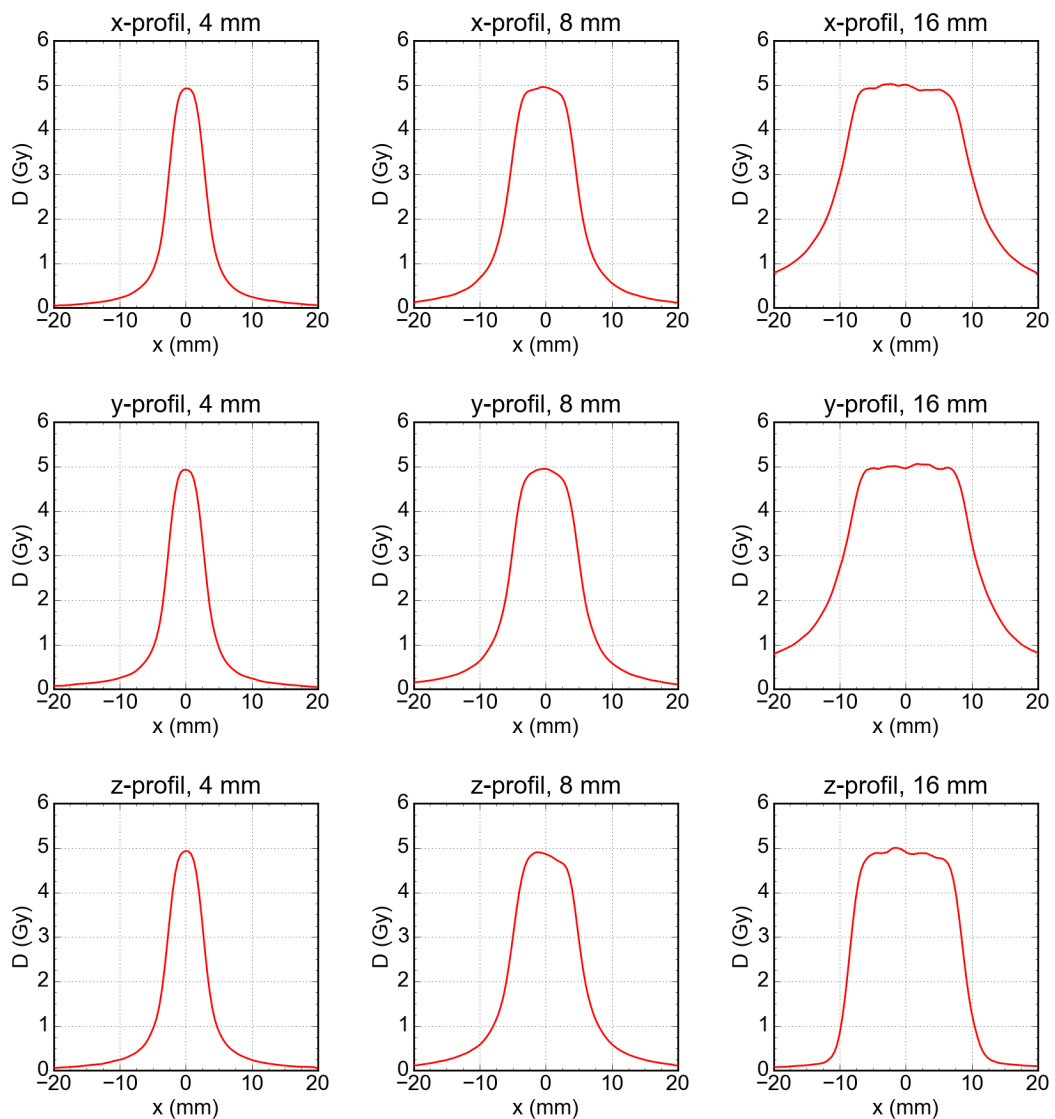 x-profil, 4 mm
x-profil, 8 mm
x-profil, 16 mm
6
5
4
3
2
1
0
D (Gy)
−20 −10 0 10 20
x (mm)
6
5
4
3
2
1
0
D (Gy)
−20 −10 0 10 20
x (mm)
6
5
4
3
2
1
0
D (Gy)
−20 −10 0 10 20
x (mm)
y-profil, 4 mm
y-profil, 8 mm
y-profil, 16 mm
6
5
4
3
2
1
0
D (Gy)
−20 −10 0 10 20
x (mm)
6
5
4
3
2
1
0
D (Gy)
−20 −10 0 10 20
x (mm)
6
5
4
3
2
1
0
D (Gy)
−20 −10 0 10 20
x (mm)
z-profil, 4 mm
z-profil, 8 mm
z-profil, 16 mm
6
5
4
3
2
1
0
D (Gy)
−20 −10 0 10 20
x (mm)
6
5
4
3
2
1
0
D (Gy)
−20 −10 0 10 20
x (mm)
6
5
4
3
2
1
0
D (Gy)
−20 −10 0 10 20
x (mm)